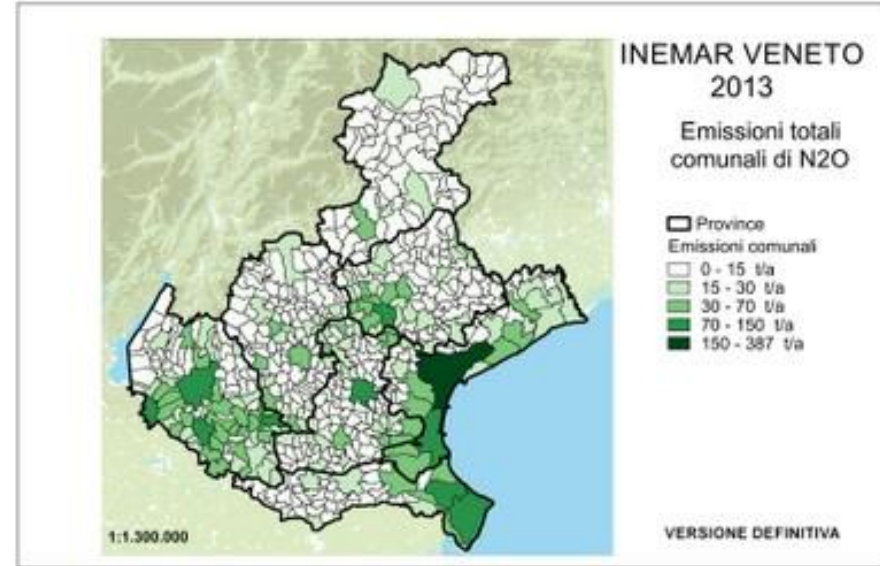 INEMAR VENETO
2013
Emissioni totali
comunali di N2O
Province
Emissioni comunali
0 - 15 t/a
15 - 30 t/a
30 - 70 t/a
70 - 150 t/a
150 - 387 t/a
1:1.300.000
VERSIONE DEFINITIVA